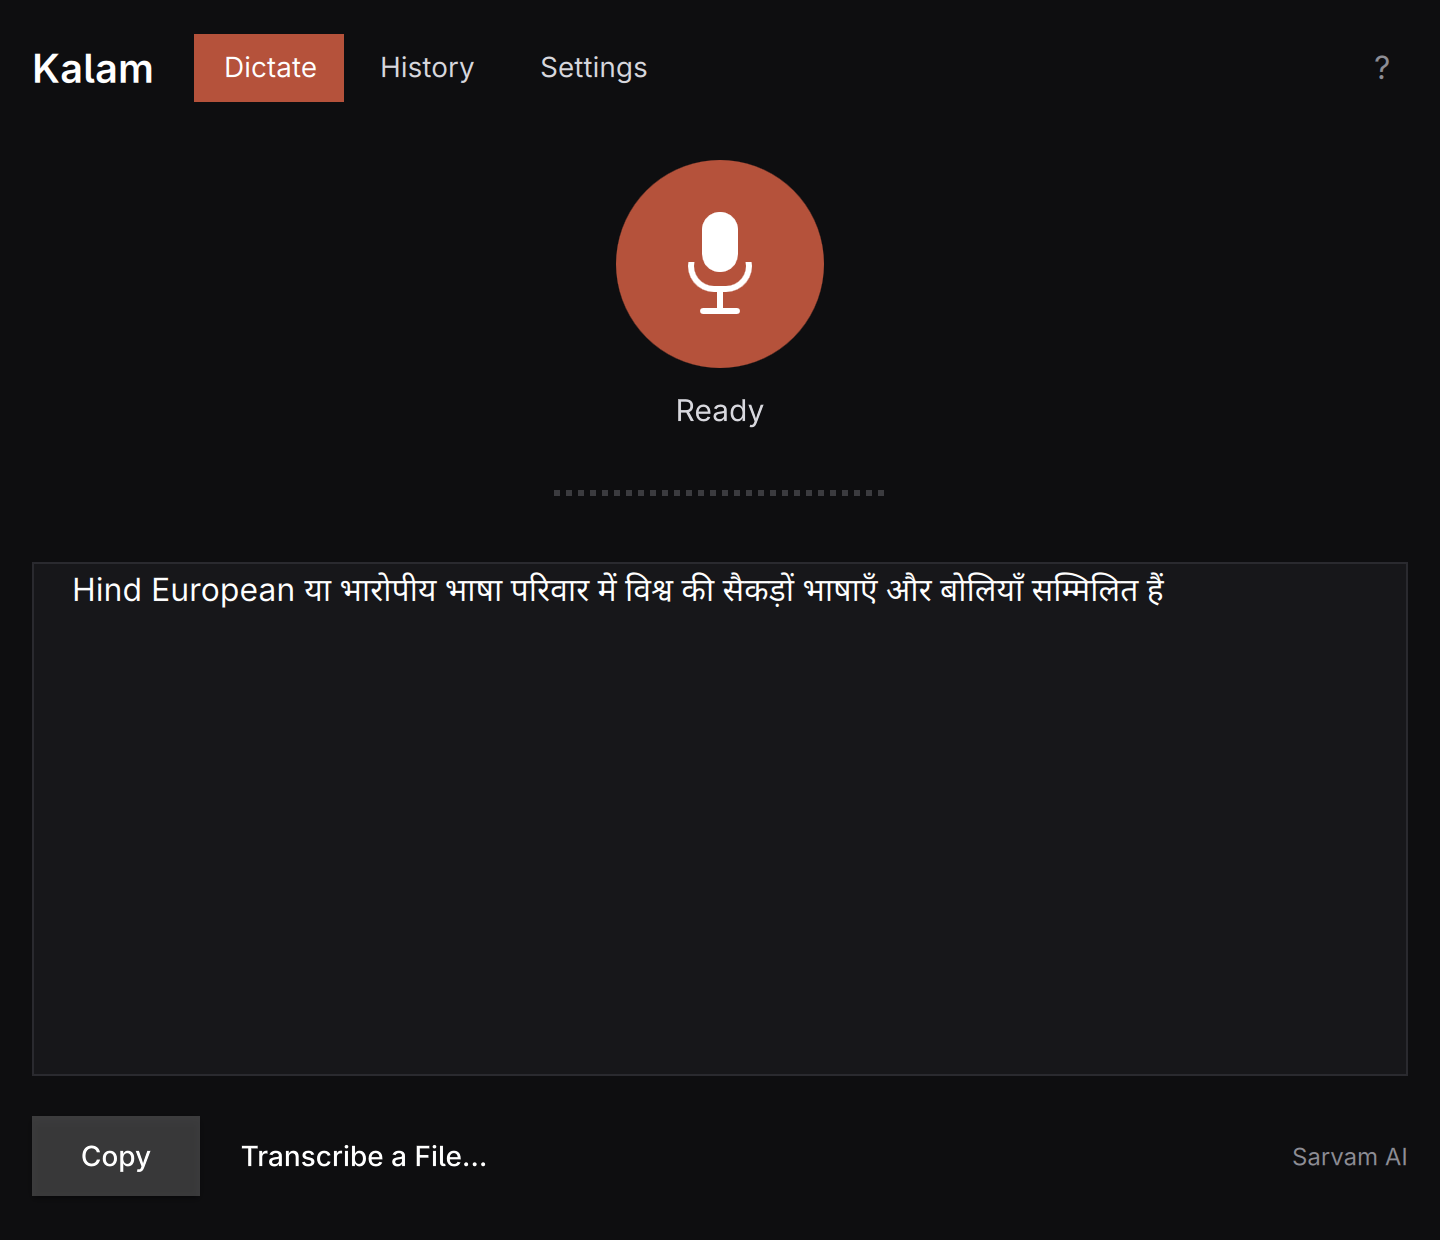 Kalam Dictate History Settings ?
Ready
Hind European या भारोपीय भाषा परिवार में विश्व की सैकड़ों भाषाएँ और बोलियाँ सम्मिलित हैं
Copy Transcribe a File... Sarvam AI